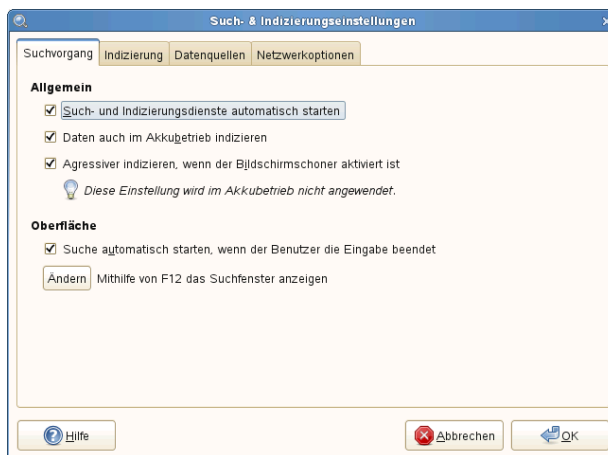 Such- & Indizierungseinstellungen
Suchvorgang Indizierung Datenquellen Netzwerkoptionen
Allgemein
Such- und Indizierungsdienste automatisch starten
Daten auch im Akkubetrieb indizieren
Agressiver indizieren, wenn der Bildschirmschoner aktiviert ist
Diese Einstellung wird im Akkubetrieb nicht angewendet.
Oberfläche
Suche automatisch starten, wenn der Benutzer die Eingabe beendet
Ändern Mithilfe von F12 das Suchfenster anzeigen
Hilfe Abbrechen OK